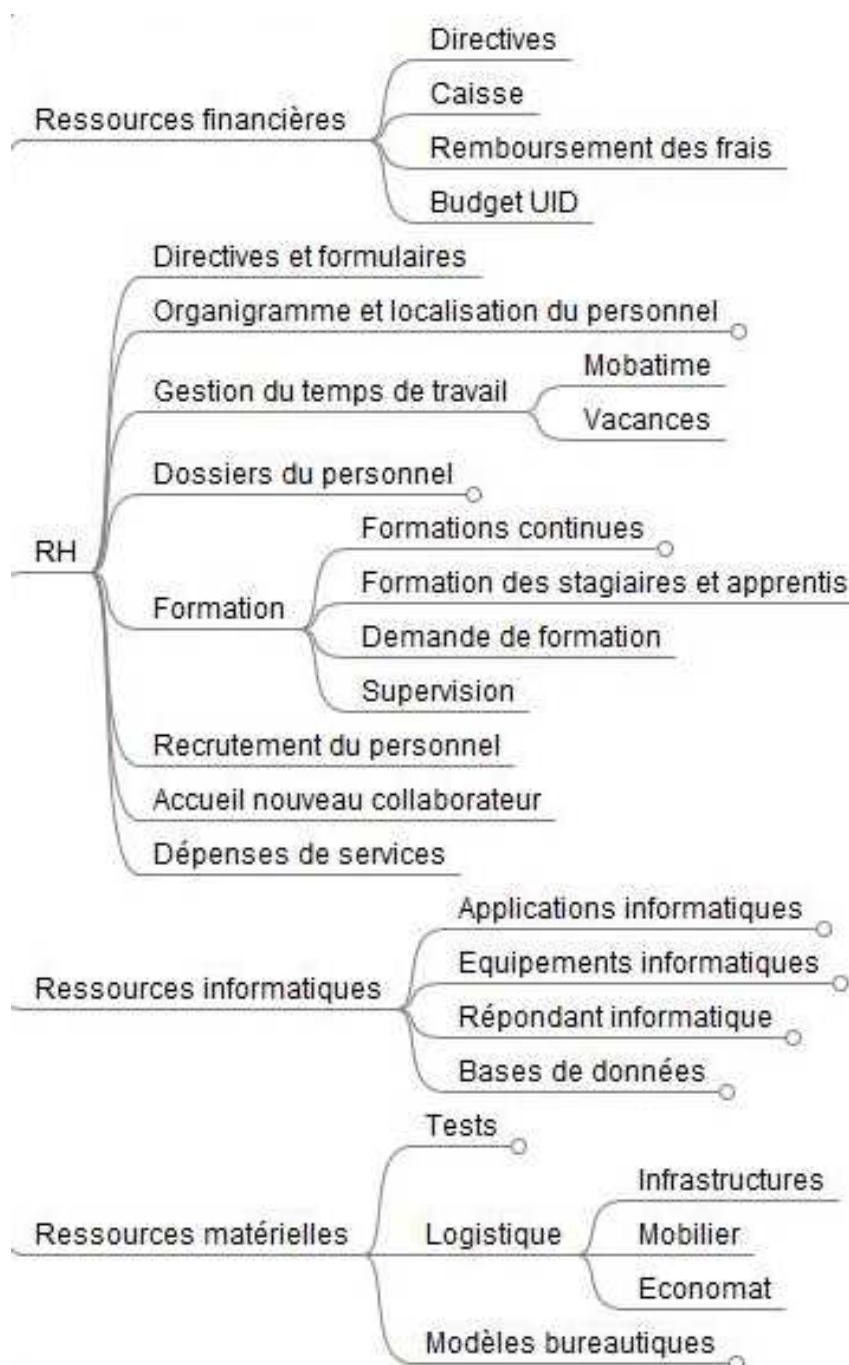 Ressources financières
Directives
Caisse
Remboursement des frais
Budget UID
RH
Directives et formulaires
Organigramme et localisation du personnel
Gestion du temps de travail
Mobatime
Vacances
Dossiers du personnel
Formation
Formations continues
Formation des stagiaires et apprentis
Demande de formation
Supervision
Recrutement du personnel
Accueil nouveau collaborateur
Dépenses de services
Ressources informatiques
Applications informatiques
Equipements informatiques
Répondant informatique
Bases de données
Ressources matérielles
Tests
Logistique
Infrastructures
Mobilier
Economat
Modèles bureautiques